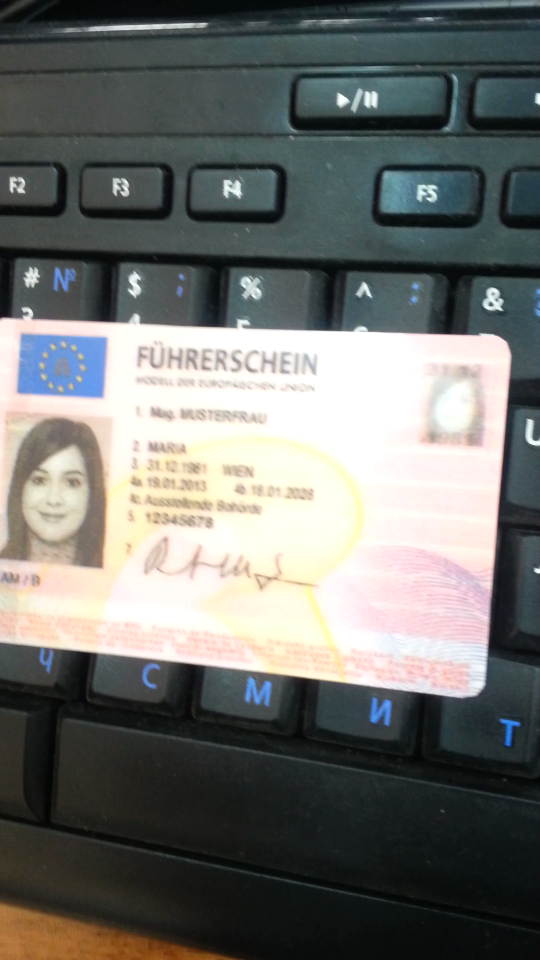 ▶/II
F2 F3 F4 F5
# № $ ; % ^ : &
3 4
FÜHRERSCHEIN
MODELL DER EUROPÄISCHEN UNION
1. Mag. MUSTERFRAU
2. MARIA
3. 31.12.1981 WIEN
4a. 19.01.2013 4b. 18.01.2028
4c. Ausstellende Behörde
5. 12345678
7.
AM / B
U
Ч С М И Т